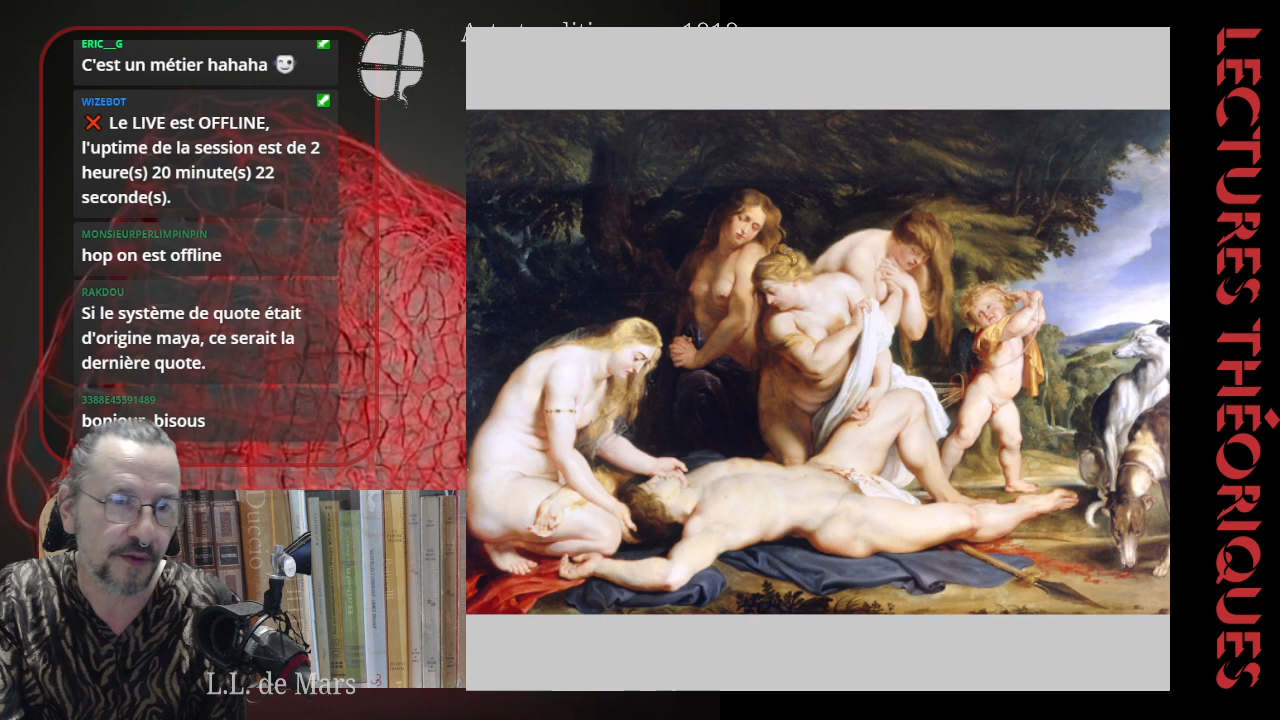 ERIC__G
C'est un métier hahaha
WIZEBOT
Le LIVE est OFFLINE,
l'uptime de la session est de 2
heure(s) 20 minute(s) 22
seconde(s).
MONSIEURPERLIMPINPIN
hop on est offline
RAKDOU
Si le système de quote était
d'origine maya, ce serait la
dernière quote.
3388E45591489
bonjour, bisous
Duccio
L.L. de Mars
LECTURES THÉORIQUES